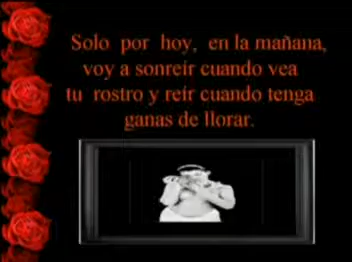 Solo por hoy, en la mañana,
voy a sonreír cuando vea
tu rostro y reír cuando tenga
ganas de llorar.